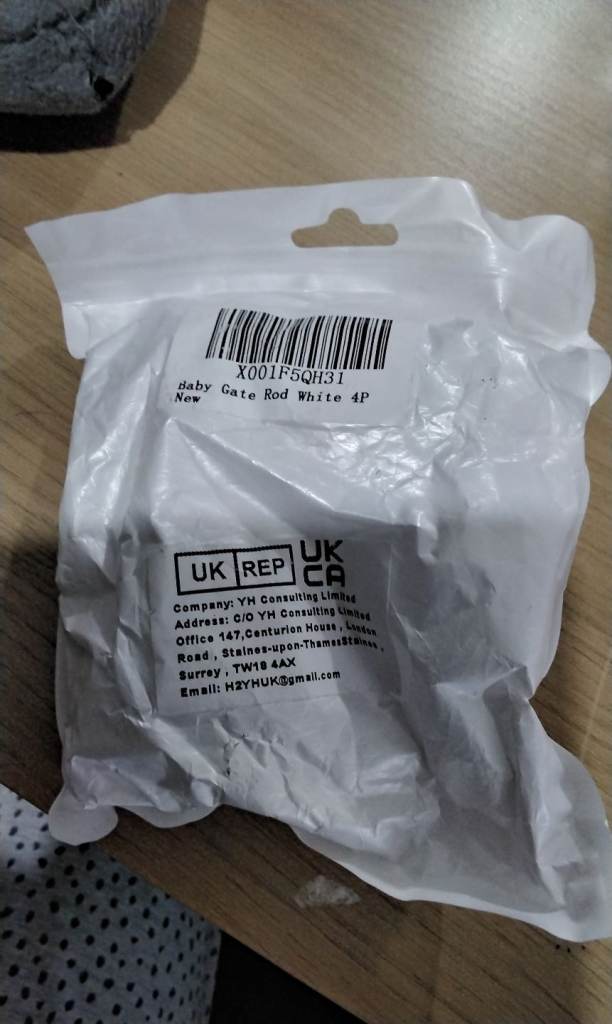 X001F5QH31
Baby Gate Rod White 4P
New
UK REP UK
CA
Company: YH Consulting Limited
Address: C/O YH Consulting Limited
Office 147,Centurion House , London
Road , Staines-upon-ThamesStaines ,
Surrey , TW18 4AX
Email: H2YHUK@gmail.com